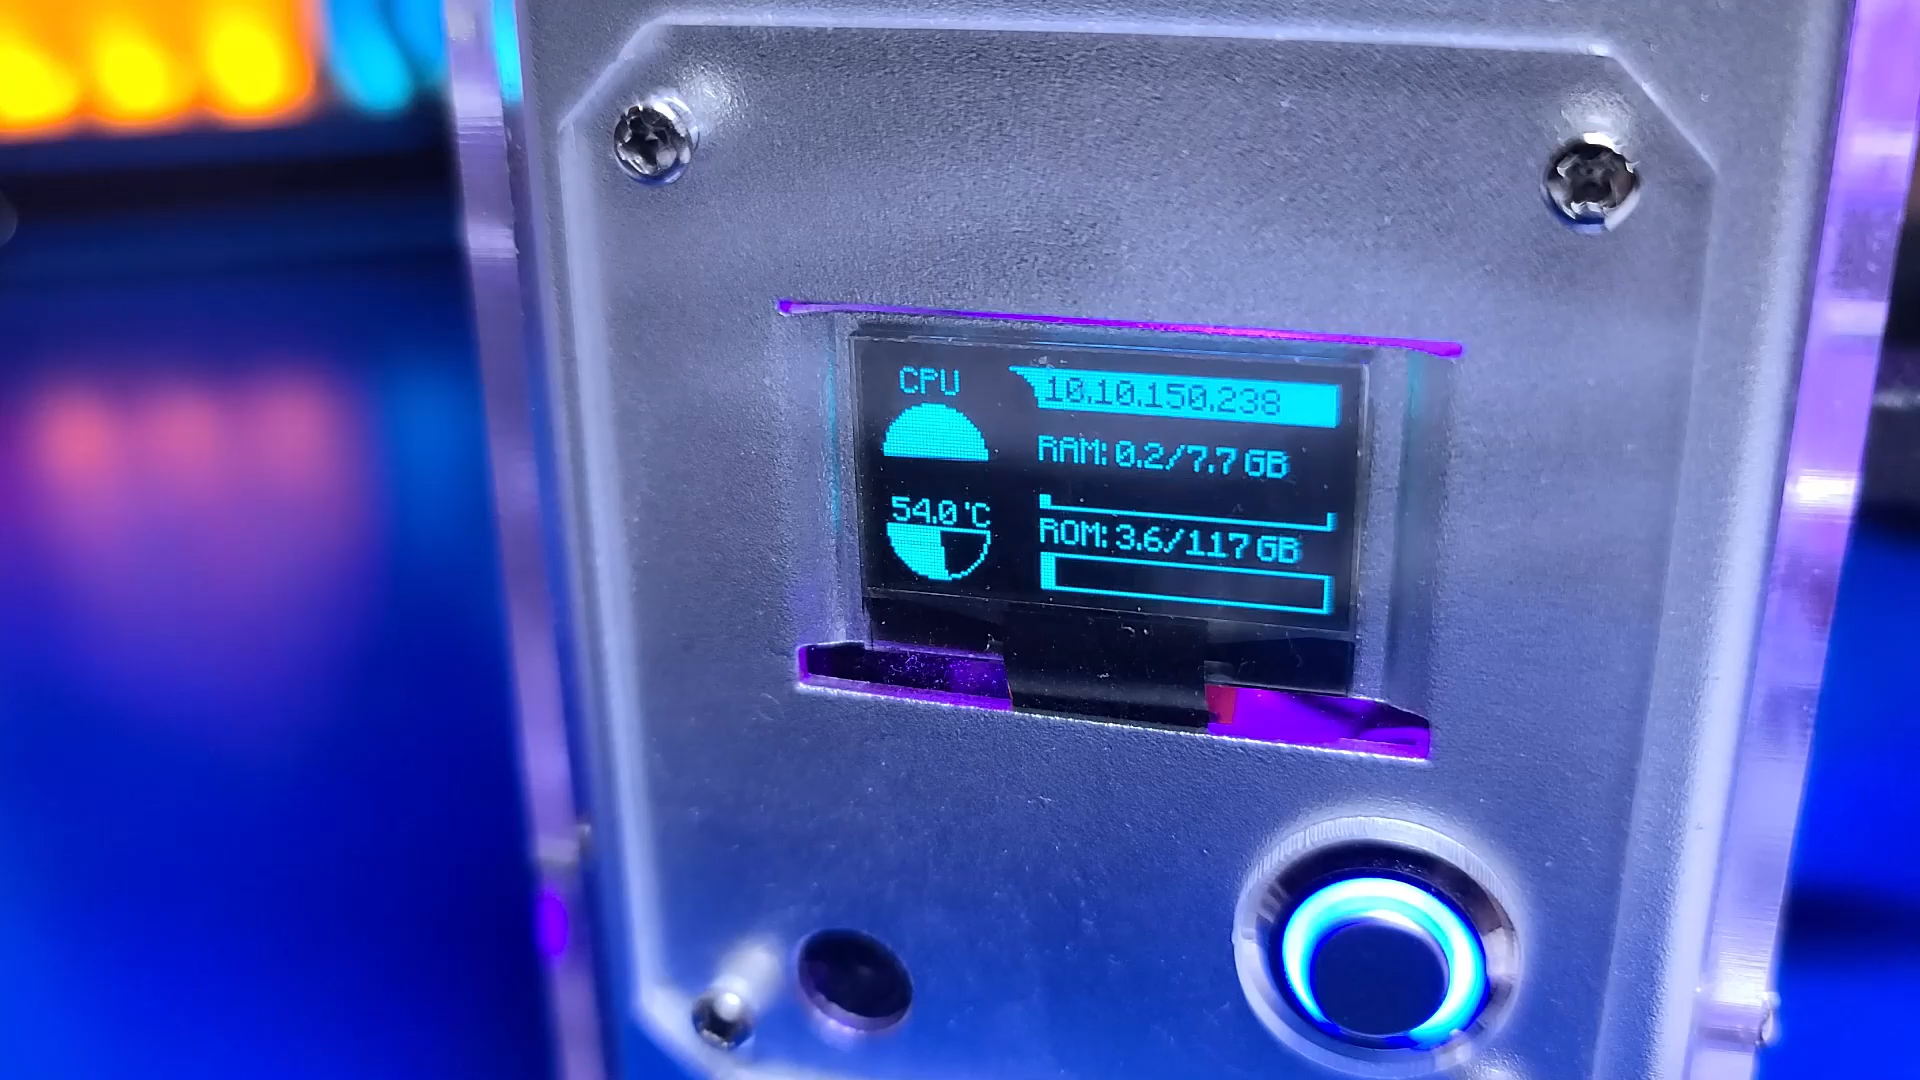 CPU
10.10.150.238
RAM: 0.2/7.7 GB
54.0 'C
ROM: 3.6/117 GB